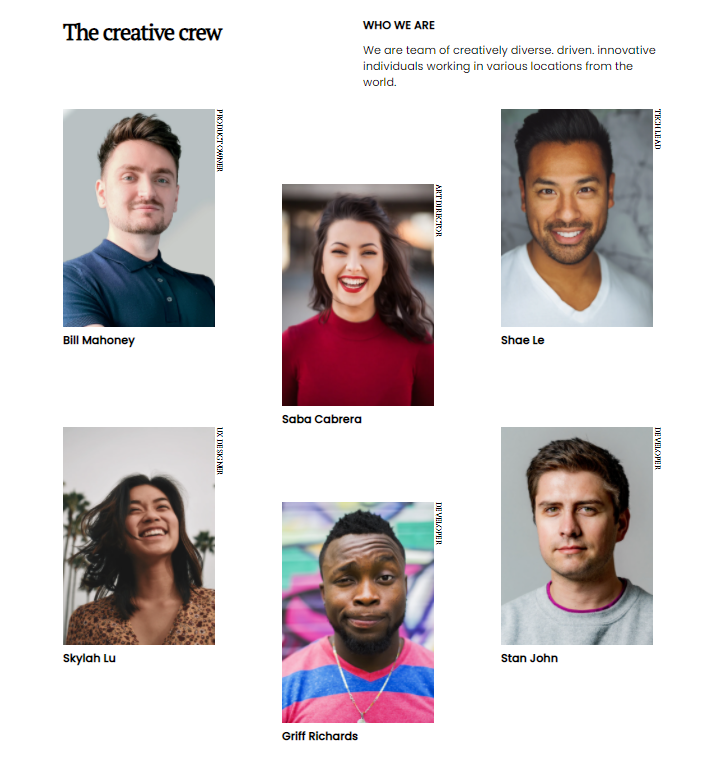 The creative crew
WHO WE ARE
We are team of creatively diverse. driven. innovative
individuals working in various locations from the
world.
PRODUCT OWNER
Bill Mahoney
ART DIRECTOR
Saba Cabrera
TECH LEAD
Shae Le
UX DESIGNER
Skylah Lu
DEVELOPER
Griff Richards
DEVELOPER
Stan John